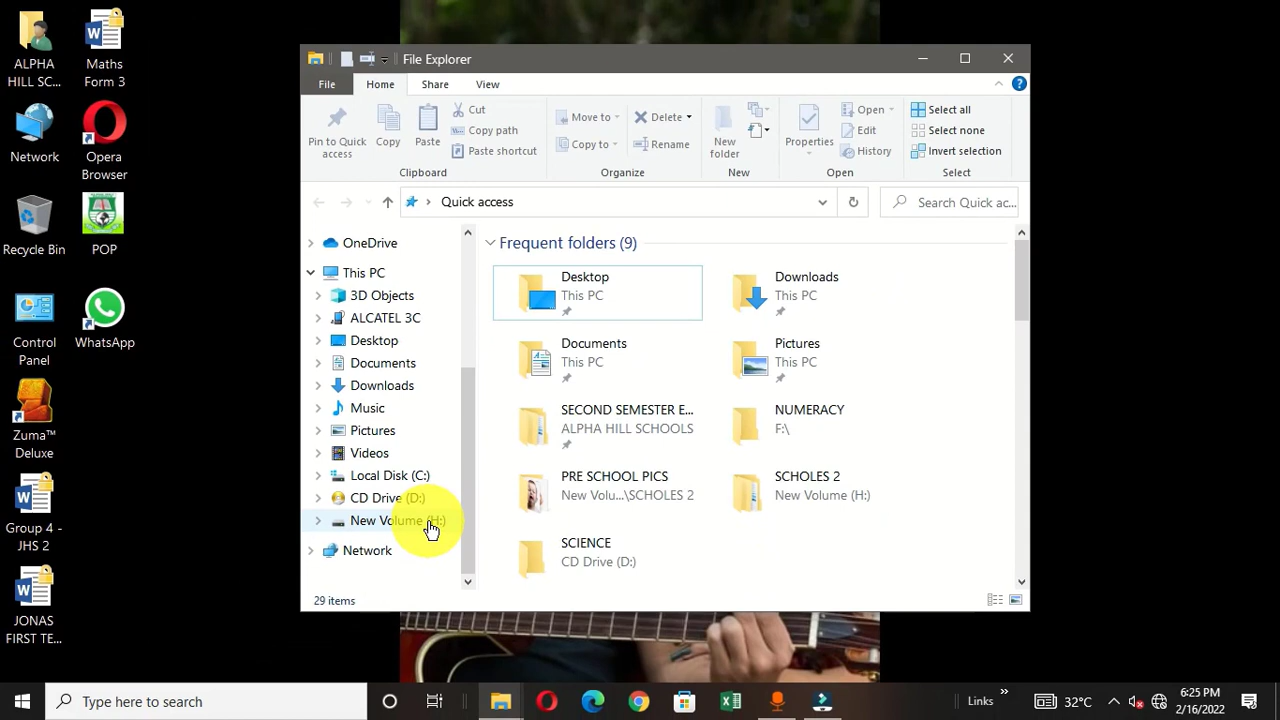 ALPHA
HILL SC...
Maths
Form 3
Network
Opera
Browser
Recycle Bin
POP
Control
Panel
WhatsApp
Zuma™
Deluxe
Group 4 -
JHS 2
JONAS
FIRST TE...
File Explorer
File
Home
Share
View
Pin to Quick
access
Copy
Paste
Cut
Copy path
Paste shortcut
Clipboard
Move to
Copy to
Delete
Rename
Organize
New
folder
New
Properties
Open
Edit
History
Open
Select all
Select none
Invert selection
Select
Quick access
Search Quick ac...
OneDrive
This PC
3D Objects
ALCATEL 3C
Desktop
Documents
Downloads
Music
Pictures
Videos
Local Disk (C:)
CD Drive (D:)
New Volume (H:)
Network
Frequent folders (9)
Desktop
This PC
Downloads
This PC
Documents
This PC
Pictures
This PC
SECOND SEMESTER E...
ALPHA HILL SCHOOLS
NUMERACY
F:\
PRE SCHOOL PICS
New Volu...\SCHOLES 2
SCHOLES 2
New Volume (H:)
SCIENCE
CD Drive (D:)
29 items
Type here to search
Links
32°C
6:25 PM
2/16/2022